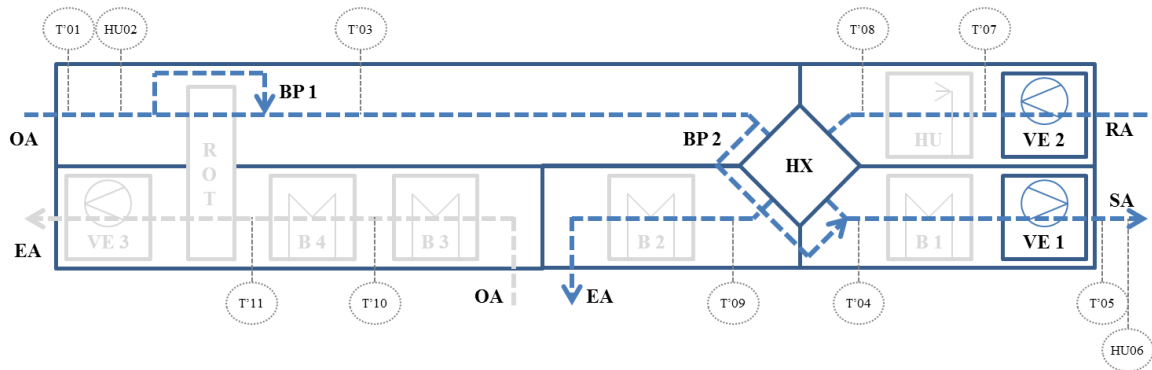 T'01
HU02
T'03
T'08
T'07
BP 1
OA
BP 2
HU
VE 2
RA
R
O
T
HX
SA
EA
VE 3
B 4
B 3
B 2
B 1
VE 1
OA
EA
T'11
T'10
T'09
T'04
T'05
HU06